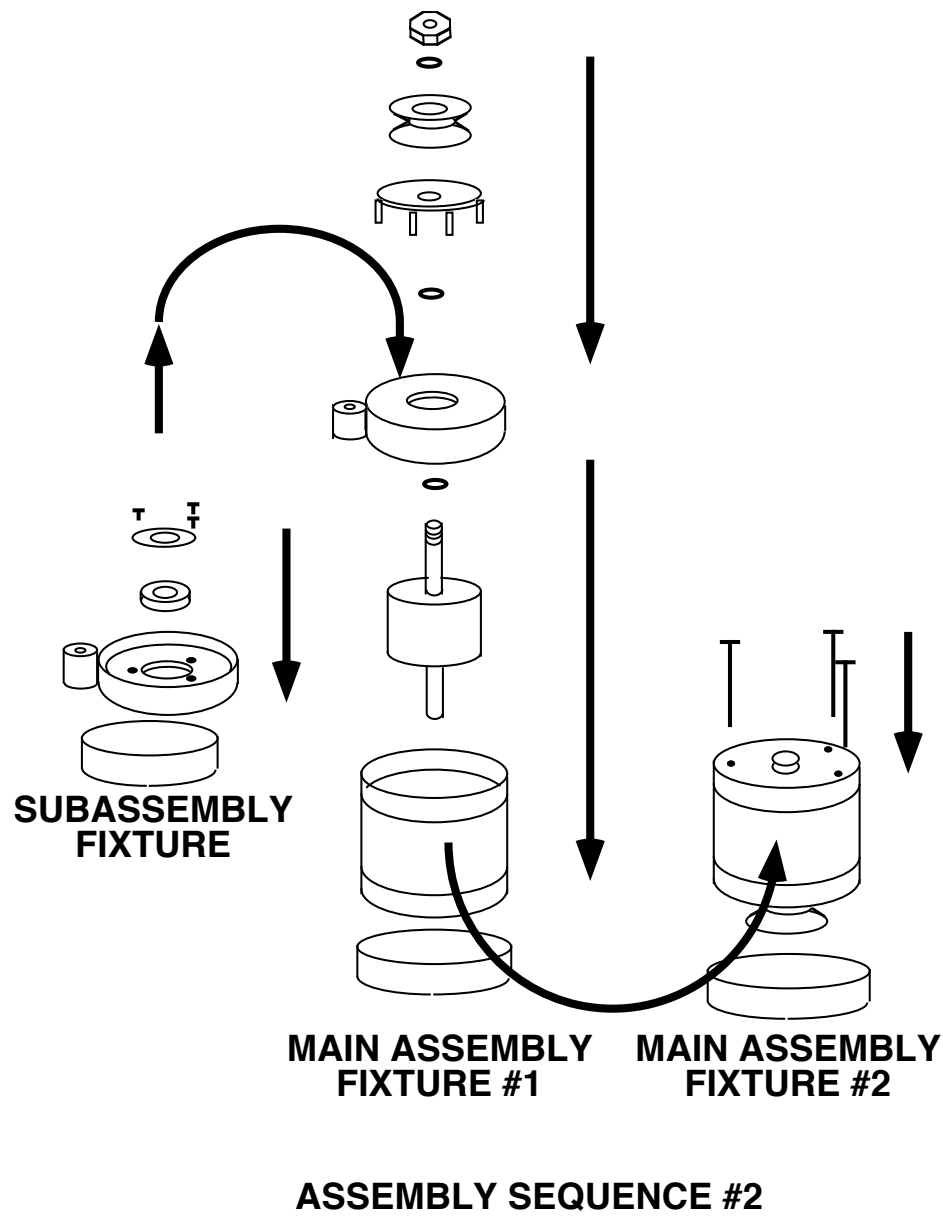 SUBASSEMBLY
FIXTURE
MAIN ASSEMBLY
FIXTURE #1
MAIN ASSEMBLY
FIXTURE #2
ASSEMBLY SEQUENCE #2